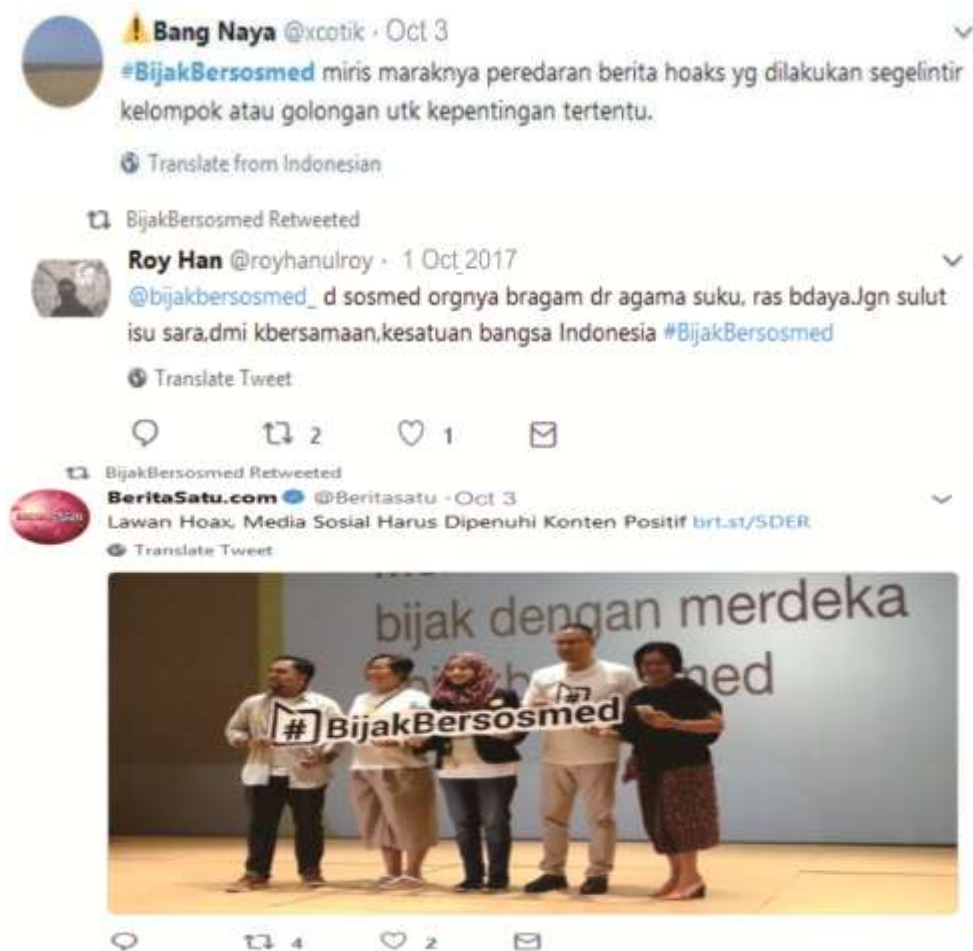 Bang Naya @xcotik · Oct 3
#BijakBersosmed miris maraknya peredaran berita hoaks yg dilakukan segelintir
kelompok atau golongan utk kepentingan tertentu.
Translate from Indonesian
BijakBersosmed Retweeted
Roy Han @royhanulroy · 1 Oct 2017
@bijakbersosmed_ d sosmed orgnya bragam dr agama suku, ras bdaya.Jgn sulut
isu sara,dmi kbersamaan,kesatuan bangsa Indonesia #BijakBersosmed
Translate Tweet
2 1
BijakBersosmed Retweeted
BeritaSatu.com @Beritasatu · Oct 3
Lawan Hoax, Media Sosial Harus Dipenuhi Konten Positif brt.st/5DER
Translate Tweet
bijak dengan merdeka
# BijakBersosmed
4 2